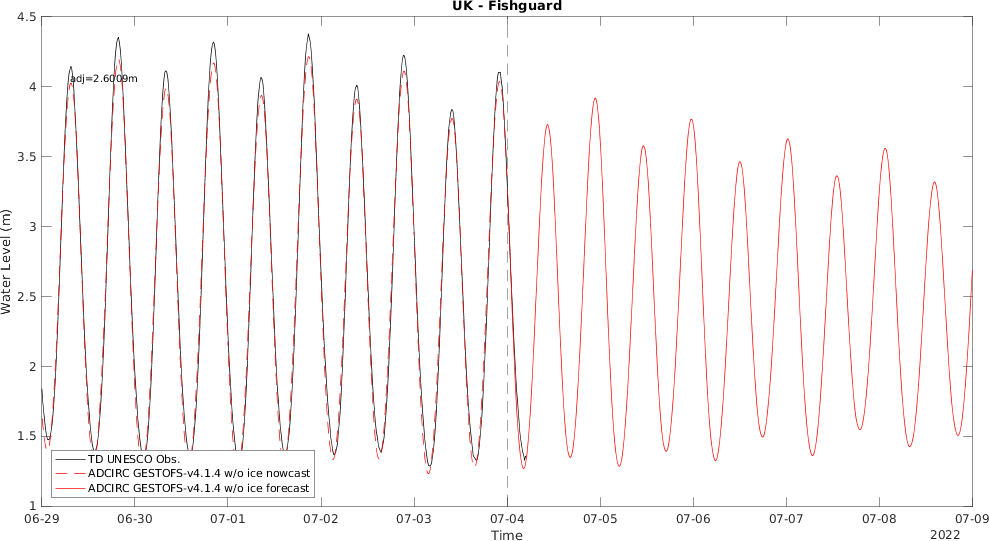 UK - Fishguard
4.5
adj=2.6009m
4
3.5
3
Water Level (m)
2.5
2
1.5
TD UNESCO Obs.
ADCIRC GESTOFS-v4.1.4 w/o ice nowcast
ADCIRC GESTOFS-v4.1.4 w/o ice forecast
1
06-29 06-30 07-01 07-02 07-03 07-04 07-05 07-06 07-07 07-08 07-09
Time 2022